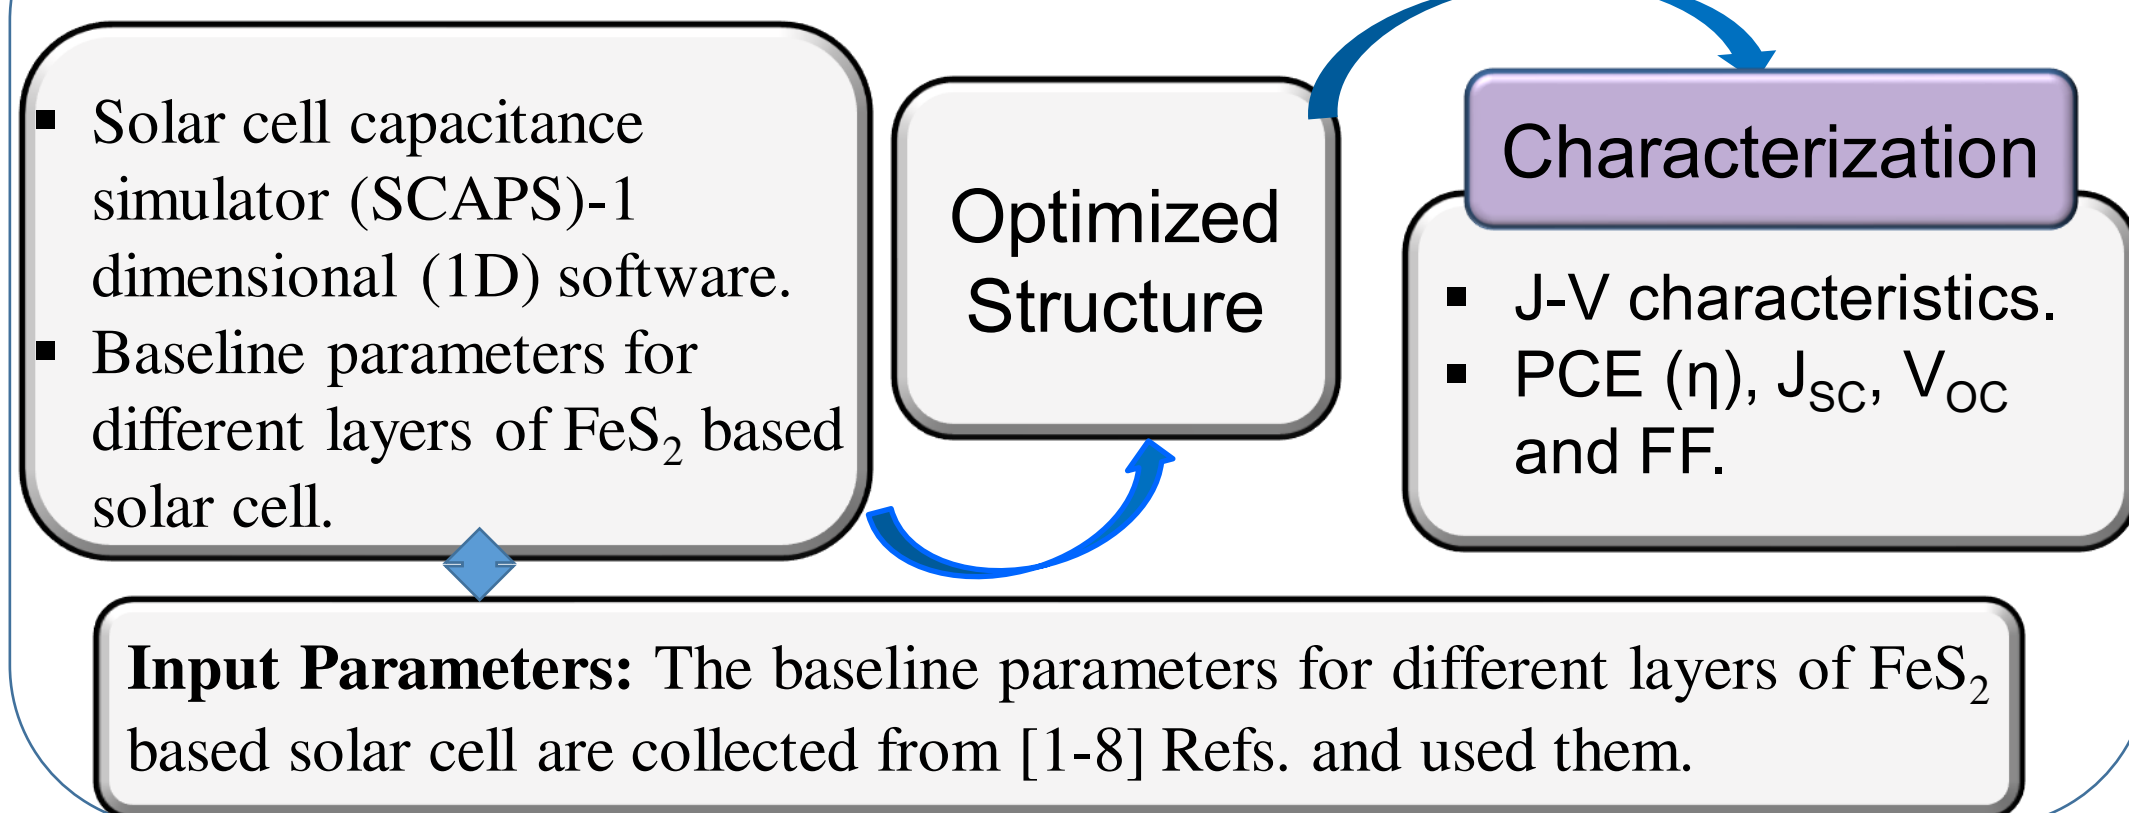 ▪ Solar cell capacitance
simulator (SCAPS)-1
dimensional (1D) software.
▪ Baseline parameters for
different layers of FeS₂ based
solar cell.
Optimized
Structure
Characterization
▪ J-V characteristics.
▪ PCE (η), J_SC, V_OC
and FF.
Input Parameters: The baseline parameters for different layers of FeS₂
based solar cell are collected from [1-8] Refs. and used them.